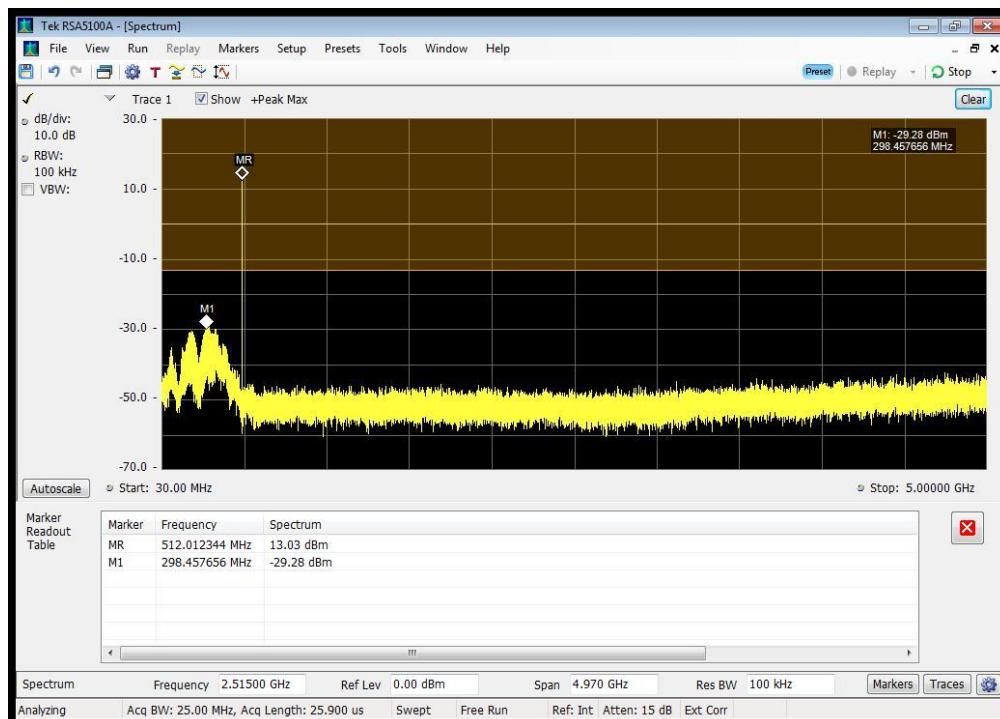 Tek RSA5100A - [Spectrum]
File View Run Replay Markers Setup Presets Tools Window Help
T Preset Replay Stop
Trace 1 Show +Peak Max Clear
dB/div:
10.0 dB
RBW:
100 kHz
VBW:
30.0 -
10.0 -
-10.0 -
-30.0 -
-50.0 -
-70.0 -
M1: -29.28 dBm
298.457656 MHz
MR
M1
Autoscale Start: 30.00 MHz Stop: 5.00000 GHz
Marker
Readout
Table
Marker Frequency Spectrum
MR 512.012344 MHz 13.03 dBm
M1 298.457656 MHz -29.28 dBm
Spectrum Frequency 2.51500 GHz Ref Lev 0.00 dBm Span 4.970 GHz Res BW 100 kHz Markers Traces
Analyzing Acq BW: 25.00 MHz, Acq Length: 25.900 us Swept Free Run Ref: Int Atten: 15 dB Ext Corr